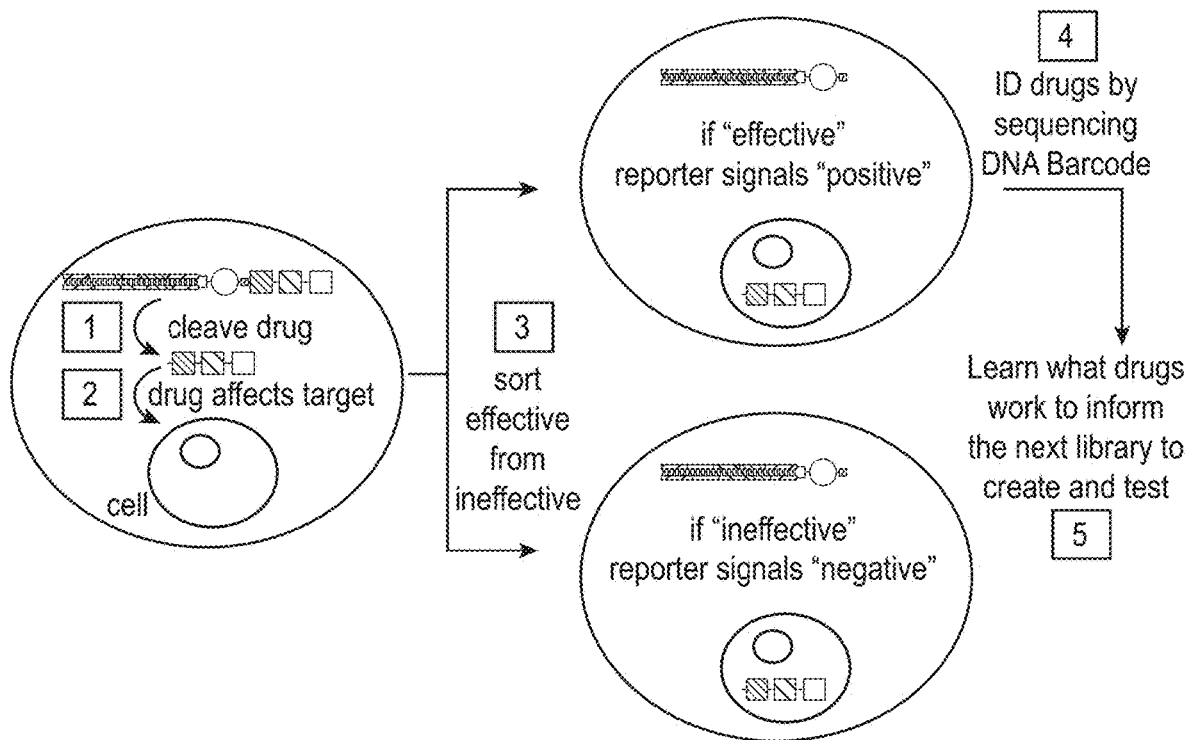 1
cleave drug
2
drug affects target
cell
3
sort
effective
from
ineffective
if “effective”
reporter signals “positive”
if “ineffective”
reporter signals “negative”
4
ID drugs by
sequencing
DNA Barcode
Learn what drugs
work to inform
the next library to
create and test
5